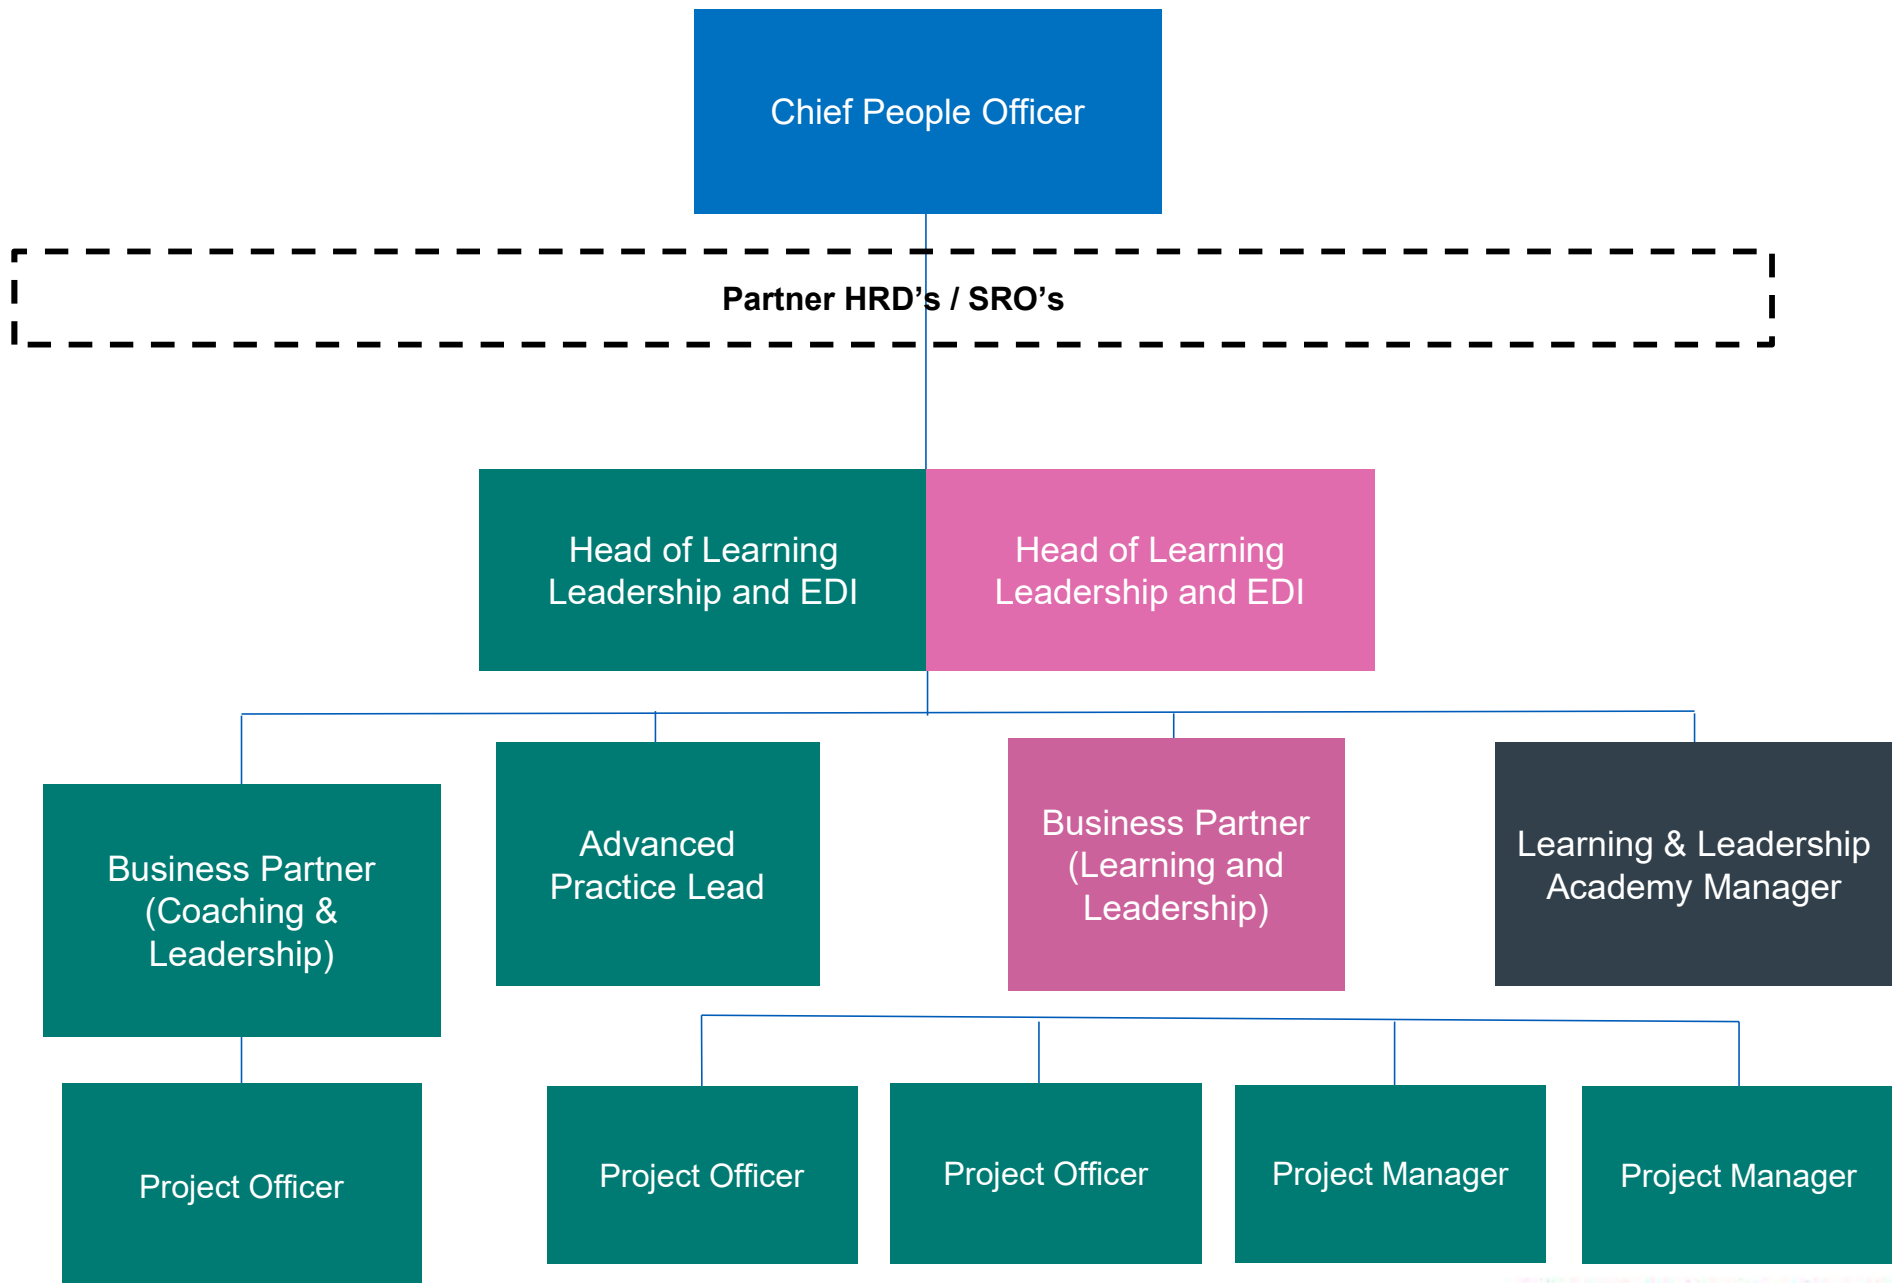 Chief People Officer
Partner HRD's / SRO's
Head of Learning
Leadership and EDI
Head of Learning
Leadership and EDI
Business Partner
(Coaching &
Leadership)
Advanced
Practice Lead
Business Partner
(Learning and
Leadership)
Learning & Leadership
Academy Manager
Project Officer
Project Officer
Project Officer
Project Manager
Project Manager